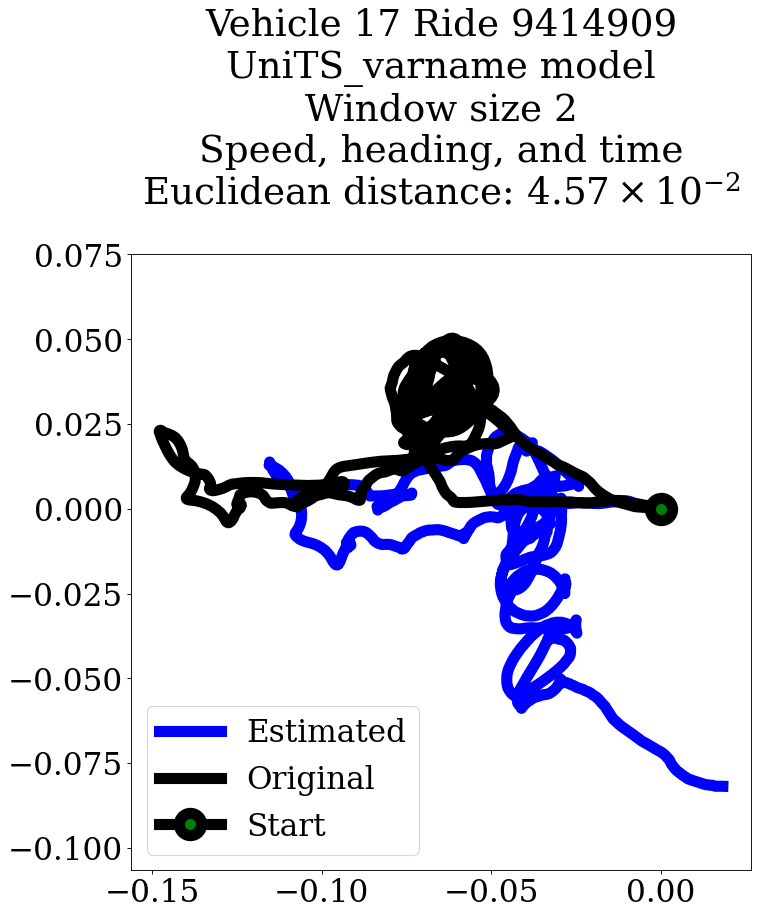 Vehicle 17 Ride 9414909
UniTS_varname model
Window size 2
Speed, heading, and time
Euclidean distance: 4.57 × 10⁻²
0.075
0.050
0.025
0.000
−0.025
−0.050
−0.075
−0.100
Estimated
Original
Start
−0.15 −0.10 −0.05 0.00